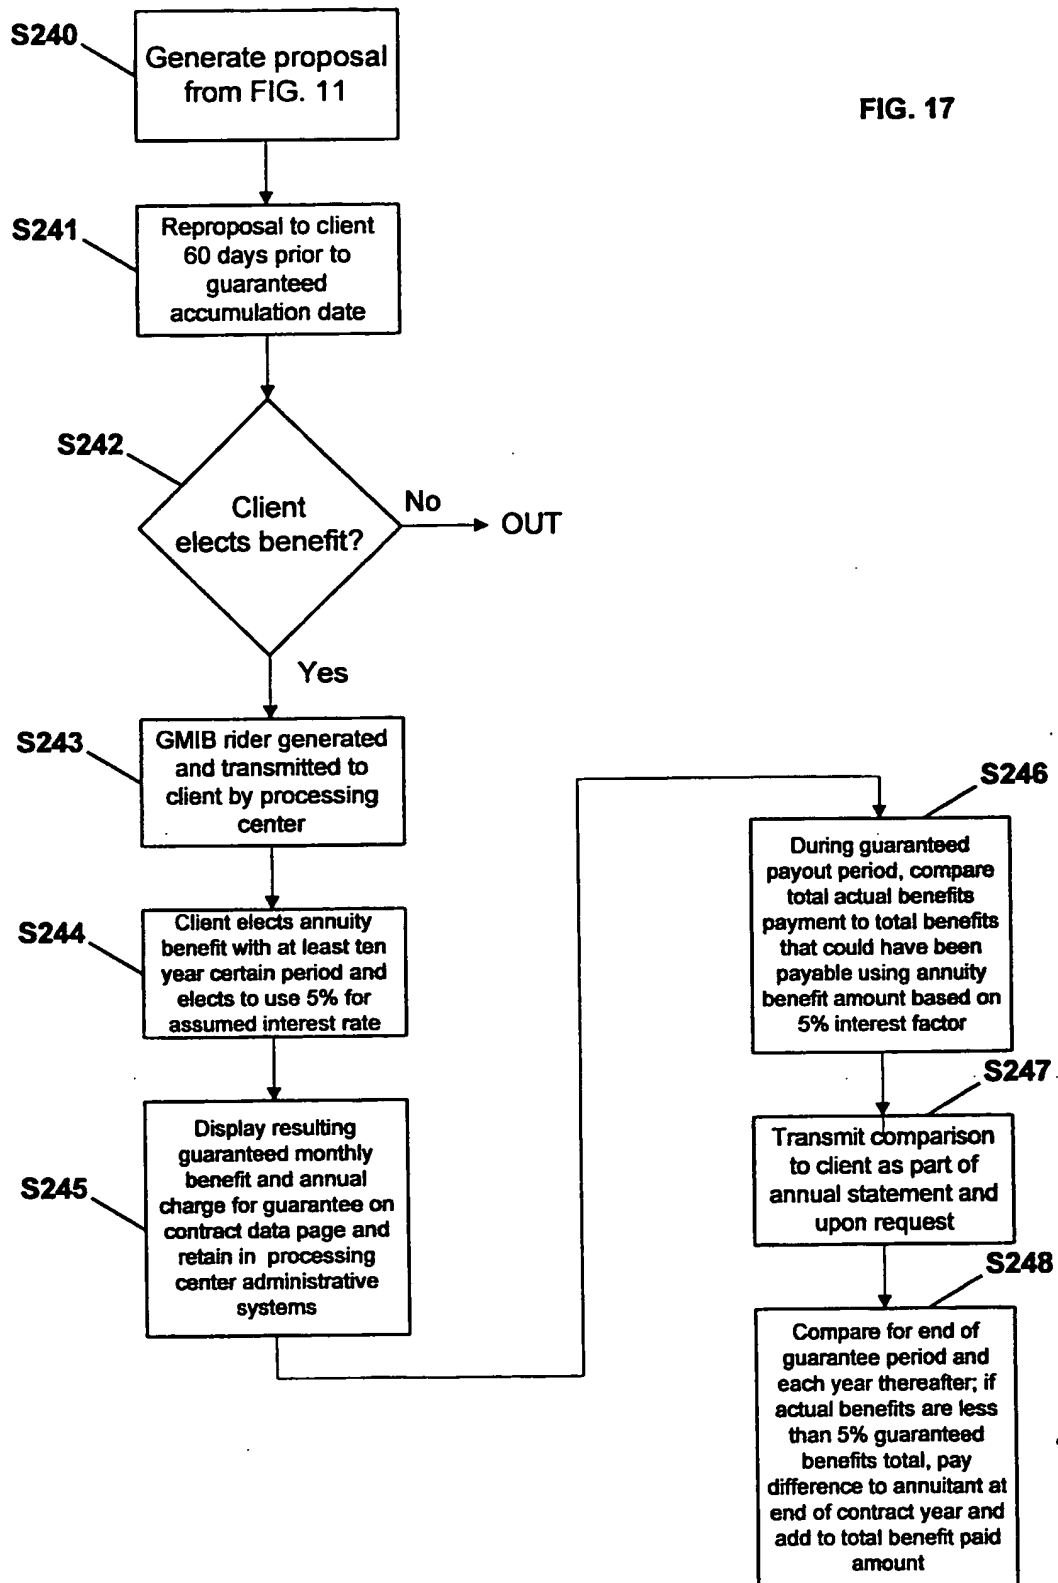 S240
Generate proposal
from FIG. 11
FIG. 17
S241
Reproposal to client
60 days prior to
guaranteed
accumulation date
S242
Client
elects benefit?
No
OUT
Yes
S243
GMIB rider generated
and transmitted to
client by processing
center
S244
Client elects annuity
benefit with at least ten
year certain period and
elects to use 5% for
assumed interest rate
S245
Display resulting
guaranteed monthly
benefit and annual
charge for guarantee on
contract data page and
retain in processing
center administrative
systems
S246
During guaranteed
payout period, compare
total actual benefits
payment to total benefits
that could have been
payable using annuity
benefit amount based on
5% interest factor
S247
Transmit comparison
to client as part of
annual statement and
upon request
S248
Compare for end of
guarantee period and
each year thereafter; if
actual benefits are less
than 5% guaranteed
benefits total, pay
difference to annuitant at
end of contract year and
add to total benefit paid
amount